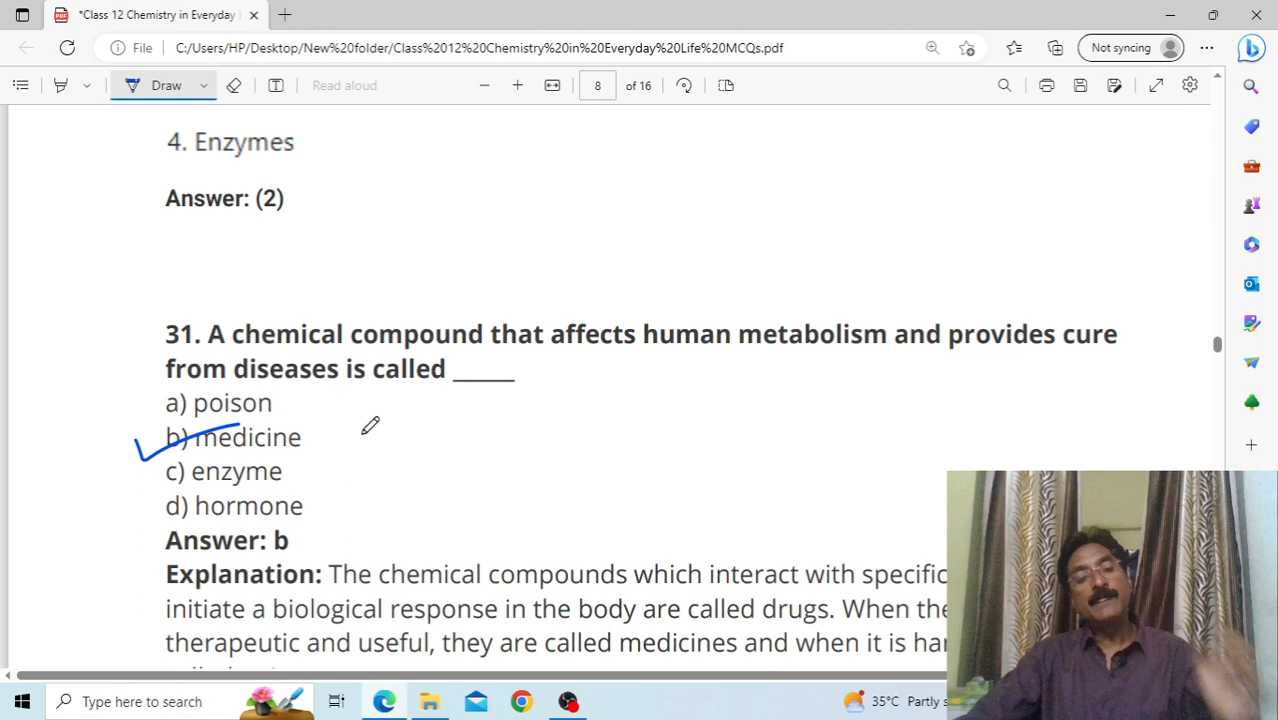 *Class 12 Chemistry in Everyday
File
C:/Users/HP/Desktop/New%20folder/Class%2012%20Chemistry%20in%20Everyday%20Life%20MCQs.pdf
Not syncing
Draw
Read aloud
8
of 16
4. Enzymes
Answer: (2)
31. A chemical compound that affects human metabolism and provides cure
from diseases is called ______
a) poison
b) medicine
c) enzyme
d) hormone
Answer: b
Explanation: The chemical compounds which interact with specific
initiate a biological response in the body are called drugs. When the
therapeutic and useful, they are called medicines and when it is har
Type here to search
35°C Partly s